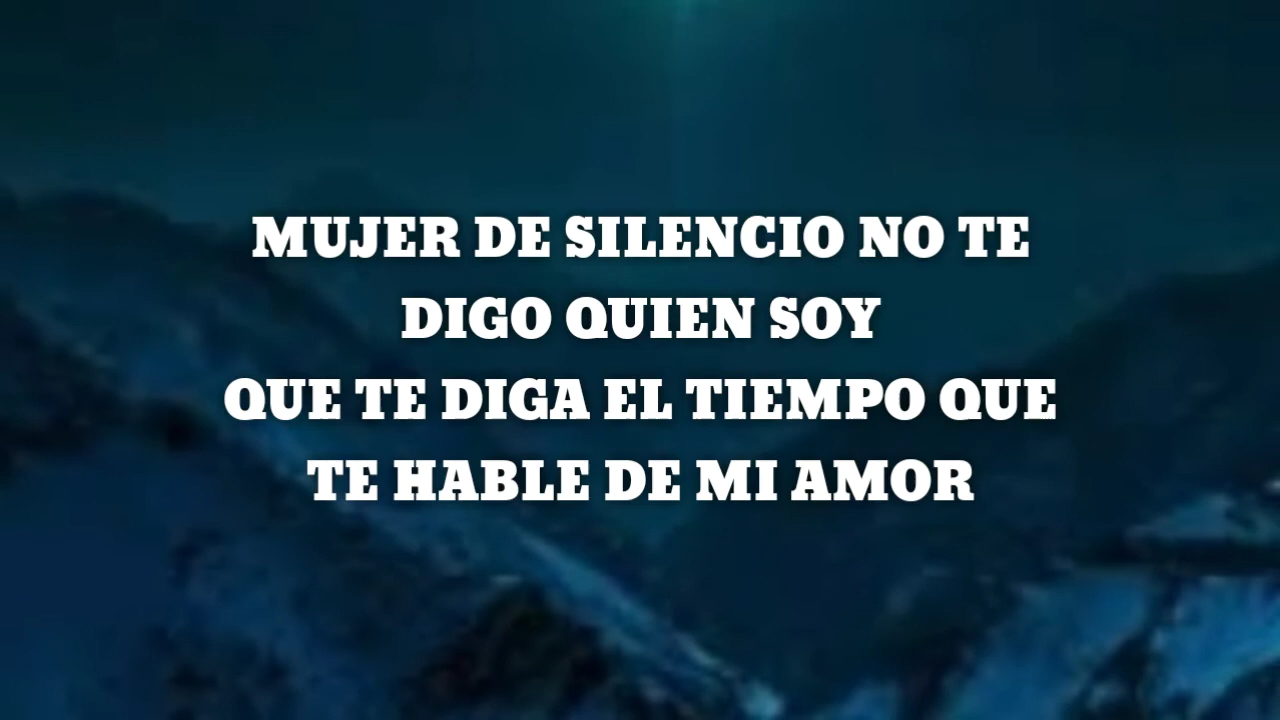 MUJER DE SILENCIO NO TE
DIGO QUIEN SOY
QUE TE DIGA EL TIEMPO QUE
TE HABLE DE MI AMOR